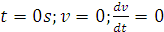 t = 0s; v = 0; dv/dt = 0